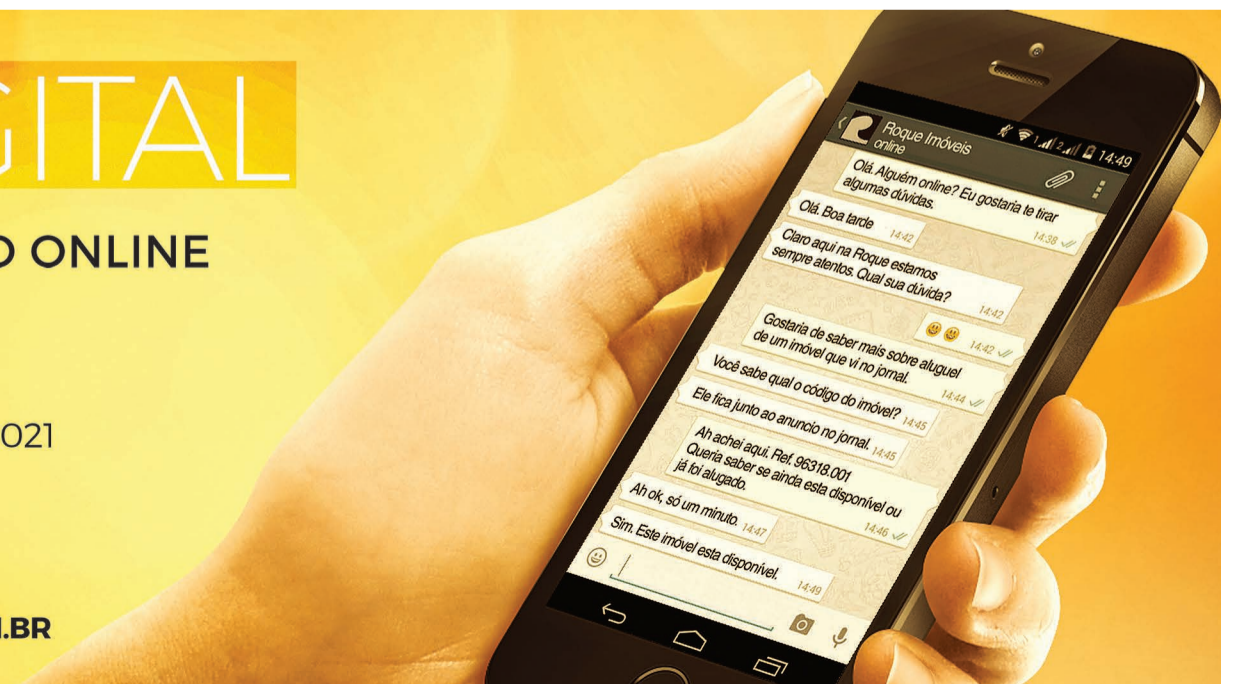 GITAL
O ONLINE
021
.BR
1 2 14:49
Roque Imóveis
online
Olá. Alguém online? Eu gostaria te tirar
algumas dúvidas.
14:38
Olá. Boa tarde 14:42
Claro aqui na Roque estamos
sempre atentos. Qual sua dúvida?
14:42
14:42
Gostaria de saber mais sobre aluguel
de um imóvel que vi no jornal.
14:44
Você sabe qual o código do imóvel? 14:45
Ele fica junto ao anuncio no jornal. 14:45
Ah achei aqui. Ref. 96318.001
Queria saber se ainda esta disponível ou
já foi alugado.
14:46
Ah ok, só um minuto. 14:47
Sim. Este imóvel esta disponível.
14:49